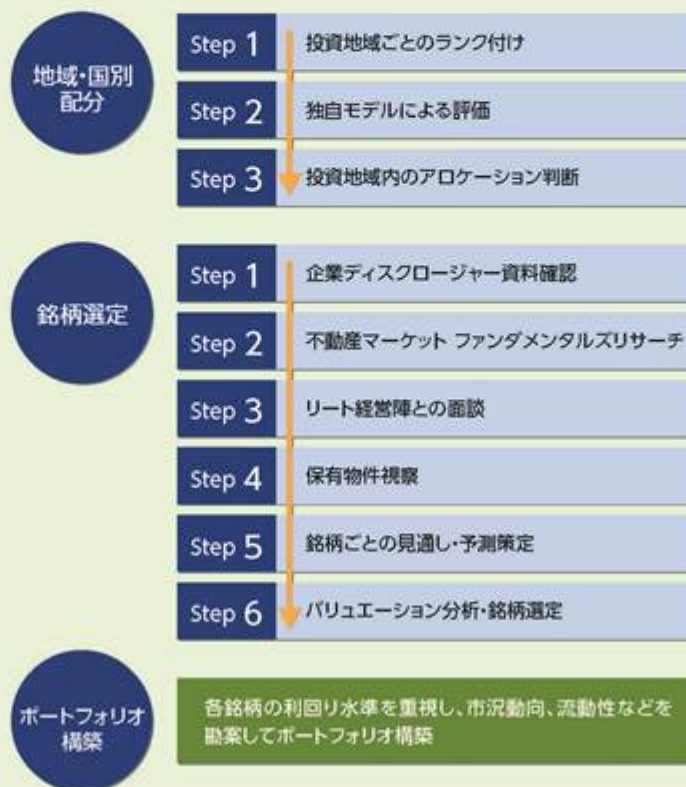 地域・国別
配分
Step 1 投資地域ごとのランク付け
Step 2 独自モデルによる評価
Step 3 投資地域内のアロケーション判断
銘柄選定
Step 1 企業ディスクロージャー資料確認
Step 2 不動産マーケット ファンダメンタルズリサーチ
Step 3 リート経営陣との面談
Step 4 保有物件視察
Step 5 銘柄ごとの見通し・予測策定
Step 6 バリュエーション分析・銘柄選定
ポートフォリオ
構築
各銘柄の利回り水準を重視し、市況動向、流動性などを
勘案してポートフォリオ構築